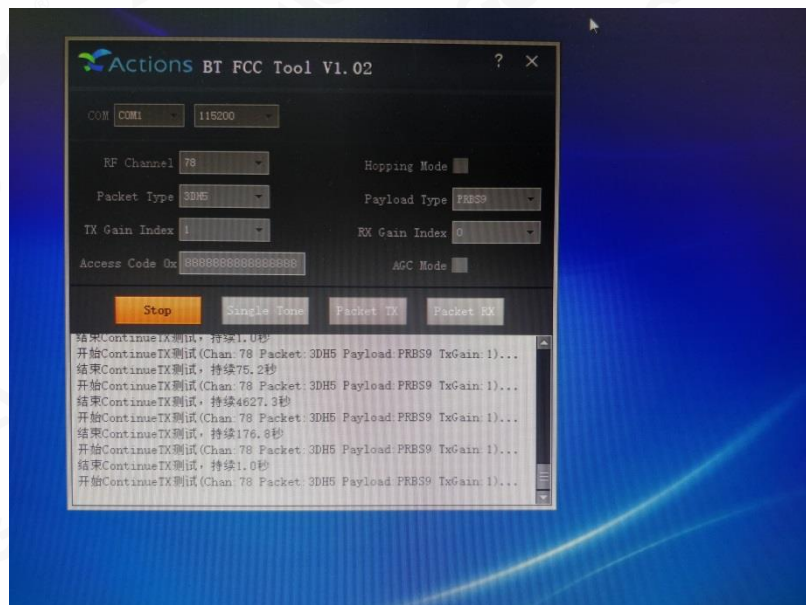 Actions BT FCC Tool V1.02 ? ×
COM COM1 115200
RF Channel 78 Hopping Mode
Packet Type 3DH5 Payload Type PRBS9
TX Gain Index 1 RX Gain Index 0
Access Code 0x 8888888888888888 AGC Mode
Stop Single Tone Packet TX Packet RX
结束ContinueTX测试，持续1.0秒
开始ContinueTX测试(Chan:78 Packet:3DH5 Payload:PRBS9 TxGain:1)...
结束ContinueTX测试，持续75.2秒
开始ContinueTX测试(Chan:78 Packet:3DH5 Payload:PRBS9 TxGain:1)...
结束ContinueTX测试，持续4627.3秒
开始ContinueTX测试(Chan:78 Packet:3DH5 Payload:PRBS9 TxGain:1)...
结束ContinueTX测试，持续176.8秒
开始ContinueTX测试(Chan:78 Packet:3DH5 Payload:PRBS9 TxGain:1)...
结束ContinueTX测试，持续1.0秒
开始ContinueTX测试(Chan:78 Packet:3DH5 Payload:PRBS9 TxGain:1)...